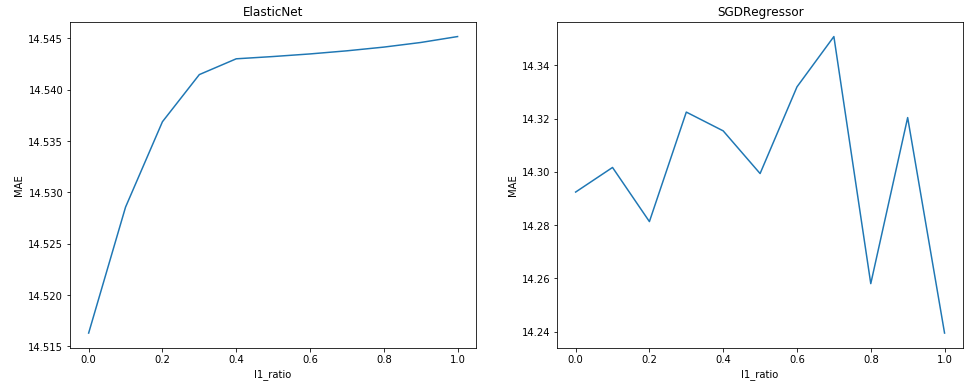 ElasticNet
14.545
14.540
14.535
14.530
14.525
14.520
14.515
MAE
0.0 0.2 0.4 0.6 0.8 1.0
l1_ratio
SGDRegressor
14.34
14.32
14.30
14.28
14.26
14.24
MAE
0.0 0.2 0.4 0.6 0.8 1.0
l1_ratio